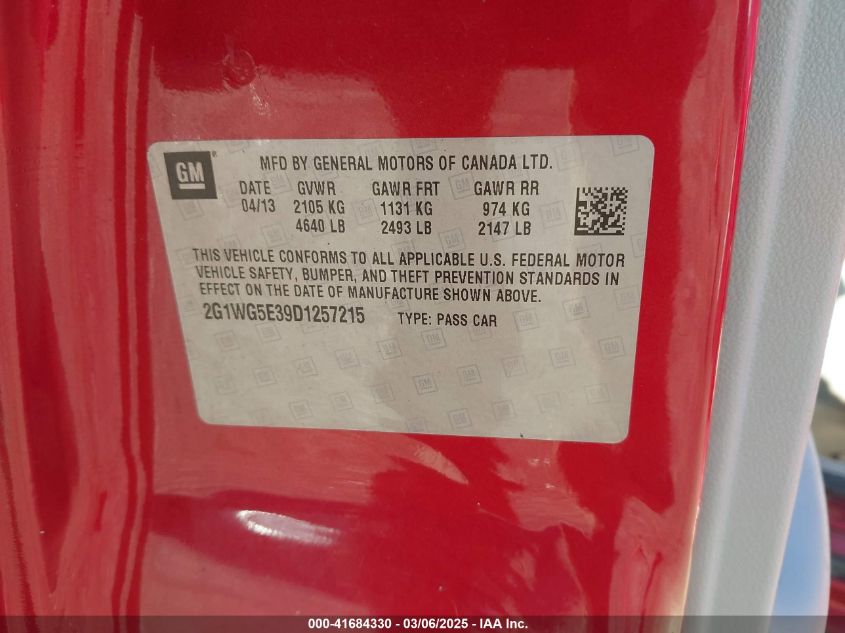 GM
MFD BY GENERAL MOTORS OF CANADA LTD.
DATE GVWR GAWR FRT GAWR RR
04/13 2105 KG 1131 KG 974 KG
4640 LB 2493 LB 2147 LB
THIS VEHICLE CONFORMS TO ALL APPLICABLE U.S. FEDERAL MOTOR
VEHICLE SAFETY, BUMPER, AND THEFT PREVENTION STANDARDS IN
EFFECT ON THE DATE OF MANUFACTURE SHOWN ABOVE.
2G1WG5E39D1257215 TYPE: PASS CAR
000-41684330 — 03/06/2025 — IAA Inc.